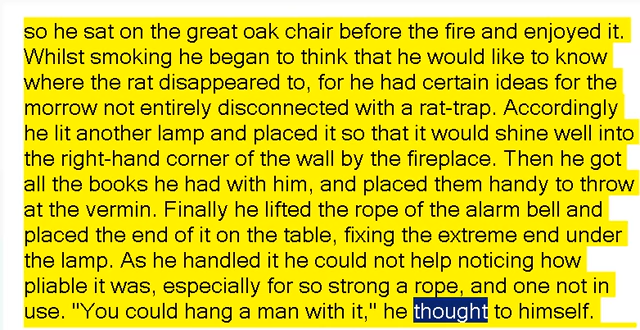 so he sat on the great oak chair before the fire and enjoyed it.
Whilst smoking he began to think that he would like to know
where the rat disappeared to, for he had certain ideas for the
morrow not entirely disconnected with a rat-trap. Accordingly
he lit another lamp and placed it so that it would shine well into
the right-hand corner of the wall by the fireplace. Then he got
all the books he had with him, and placed them handy to throw
at the vermin. Finally he lifted the rope of the alarm bell and
placed the end of it on the table, fixing the extreme end under
the lamp. As he handled it he could not help noticing how
pliable it was, especially for so strong a rope, and one not in
use. "You could hang a man with it," he thought to himself.